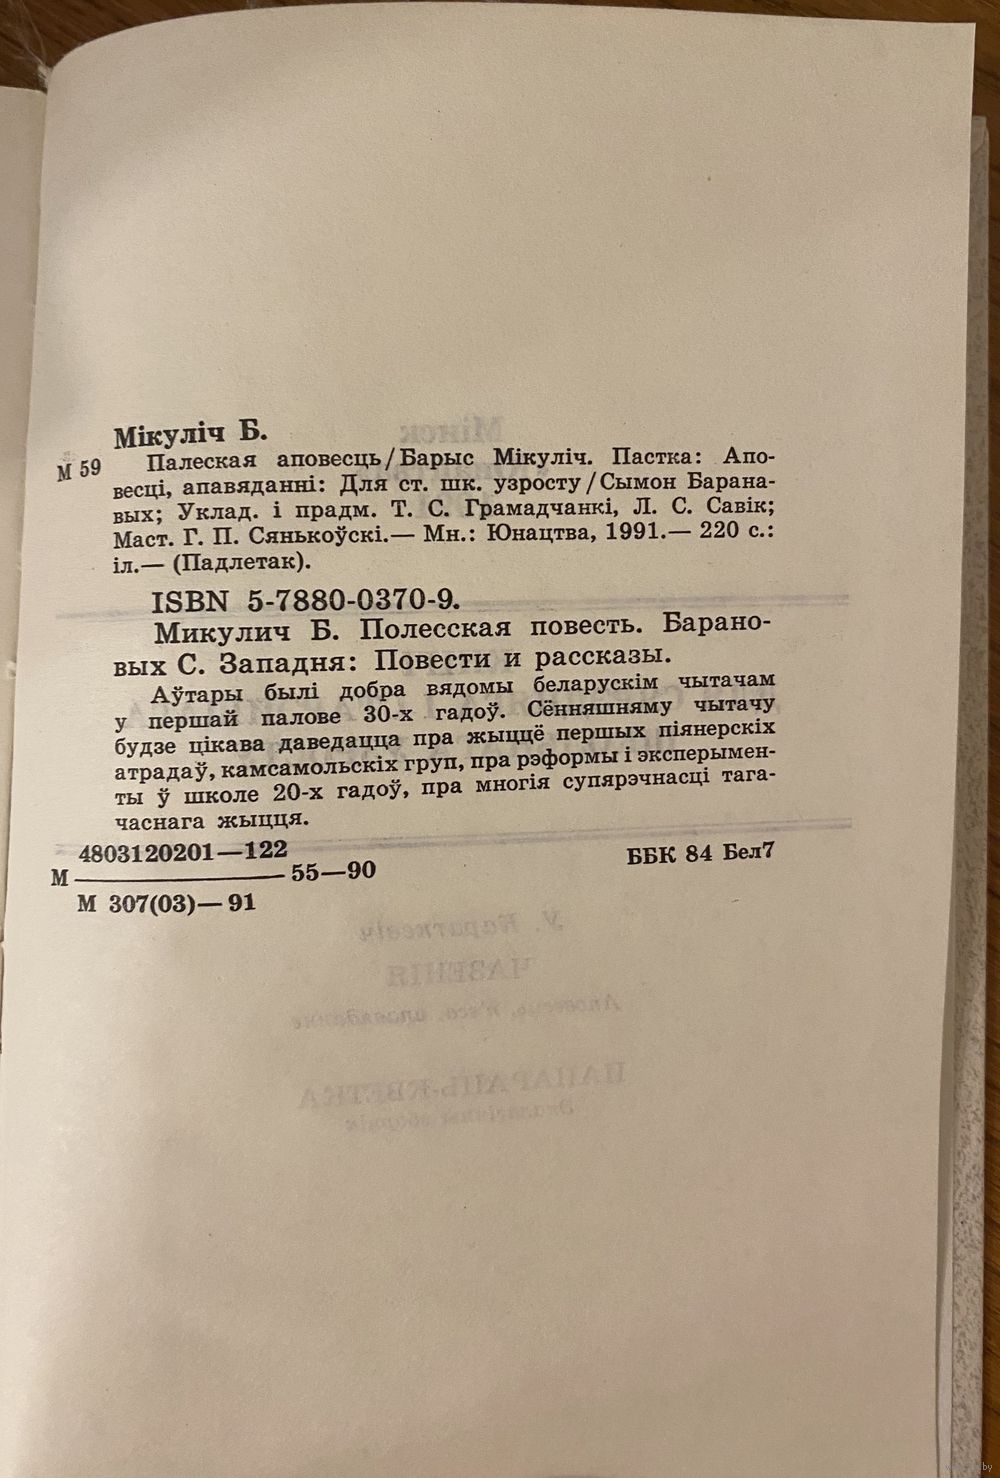 Мікуліч Б.
М 59 Палеская аповесць/Барыс Мікуліч. Пастка: Апо-
весці, апавяданні: Для ст. шк. узросту/Сымон Барана-
вых; Уклад. і прадм. Т. С. Грамадчанкі, Л. С. Савік;
Маст. Г. П. Сянькоўскі.— Мн.: Юнацтва, 1991.— 220 с.:
іл.— (Падлетак).
ISBN 5-7880-0370-9.
Микулич Б. Полесская повесть. Барано-
вых С. Западня: Повести и рассказы.
Аўтары былі добра вядомы беларускім чытачам
у першай палове 30-х гадоў. Сённяшняму чытачу
будзе цікава даведацца пра жыццё першых піянерскіх
атрадаў, камсамольскіх груп, пра рэформы і эксперымен-
ты ў школе 20-х гадоў, пра многія супярэчнасці тага-
часнага жыцця.
4803120201—122
М 55—90
М 307(03)—91
ББК 84 Бел7